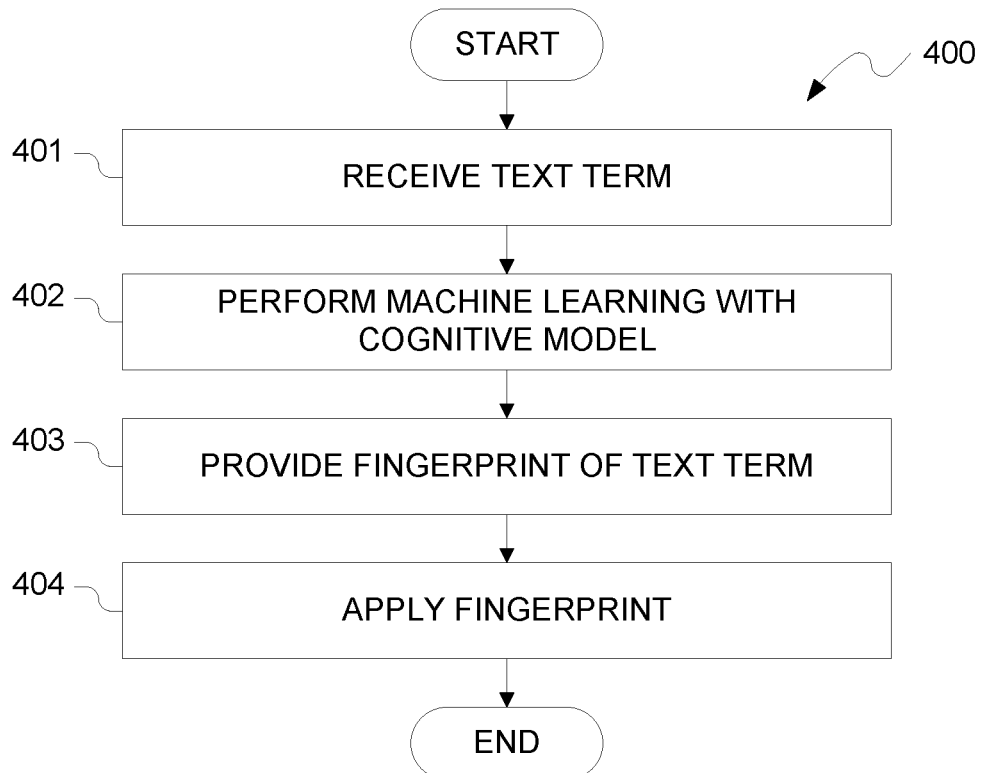 START
400
401
RECEIVE TEXT TERM
402
PERFORM MACHINE LEARNING WITH
COGNITIVE MODEL
403
PROVIDE FINGERPRINT OF TEXT TERM
404
APPLY FINGERPRINT
END